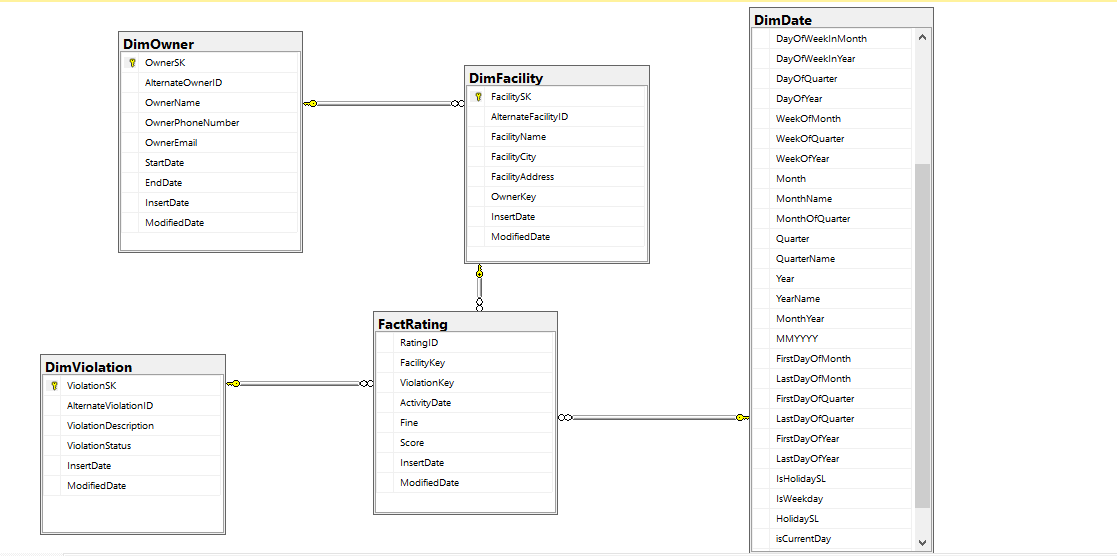 DimOwner
OwnerSK
AlternateOwnerID
OwnerName
OwnerPhoneNumber
OwnerEmail
StartDate
EndDate
InsertDate
ModifiedDate
DimFacility
FacilitySK
AlternateFacilityID
FacilityName
FacilityCity
FacilityAddress
OwnerKey
InsertDate
ModifiedDate
DimDate
DayOfWeekInMonth
DayOfWeekInYear
DayOfQuarter
DayOfYear
WeekOfMonth
WeekOfQuarter
WeekOfYear
Month
MonthName
MonthOfQuarter
Quarter
QuarterName
Year
YearName
MonthYear
MMYYYY
FirstDayOfMonth
LastDayOfMonth
FirstDayOfQuarter
LastDayOfQuarter
FirstDayOfYear
LastDayOfYear
IsHolidaySL
IsWeekday
HolidaySL
isCurrentDay
DimViolation
ViolationSK
AlternateViolationID
ViolationDescription
ViolationStatus
InsertDate
ModifiedDate
FactRating
RatingID
FacilityKey
ViolationKey
ActivityDate
Fine
Score
InsertDate
ModifiedDate